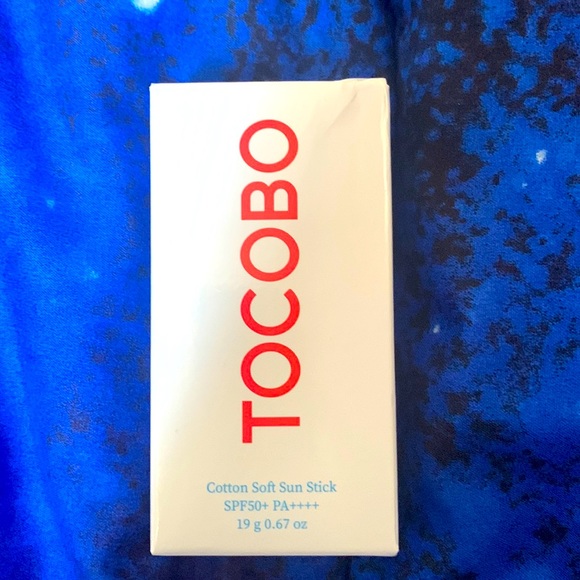 TOCOBO
Cotton Soft Sun Stick
SPF50+ PA++++
19 g 0.67 oz